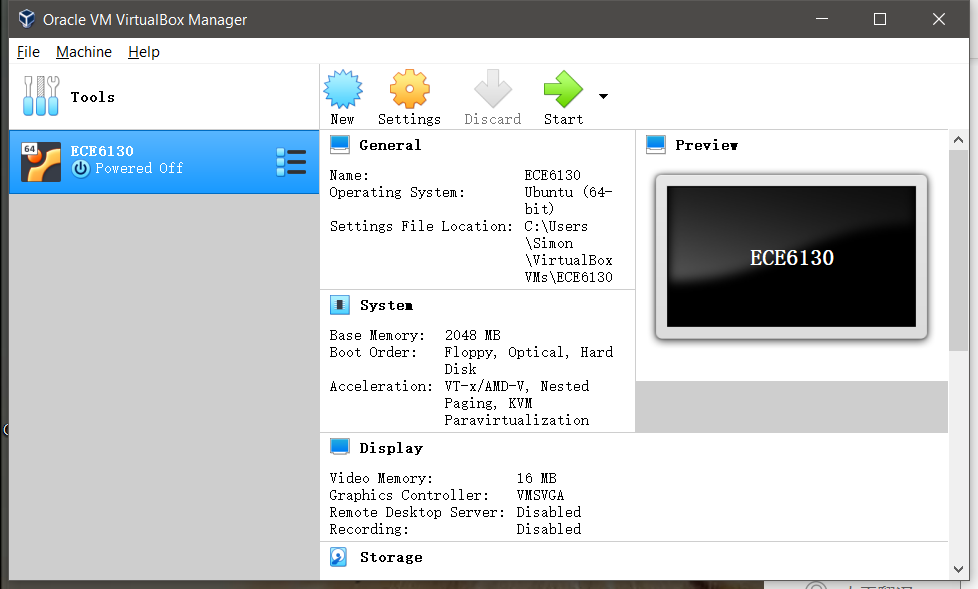 Oracle VM VirtualBox Manager
File Machine Help
Tools
New Settings Discard Start
64
ECE6130
Powered Off
General
Name: ECE6130
Operating System: Ubuntu (64-
bit)
Settings File Location: C:\Users
\Simon
\VirtualBox
VMs\ECE6130
Preview
ECE6130
System
Base Memory: 2048 MB
Boot Order: Floppy, Optical, Hard
Disk
Acceleration: VT-x/AMD-V, Nested
Paging, KVM
Paravirtualization
Display
Video Memory: 16 MB
Graphics Controller: VMSVGA
Remote Desktop Server: Disabled
Recording: Disabled
Storage